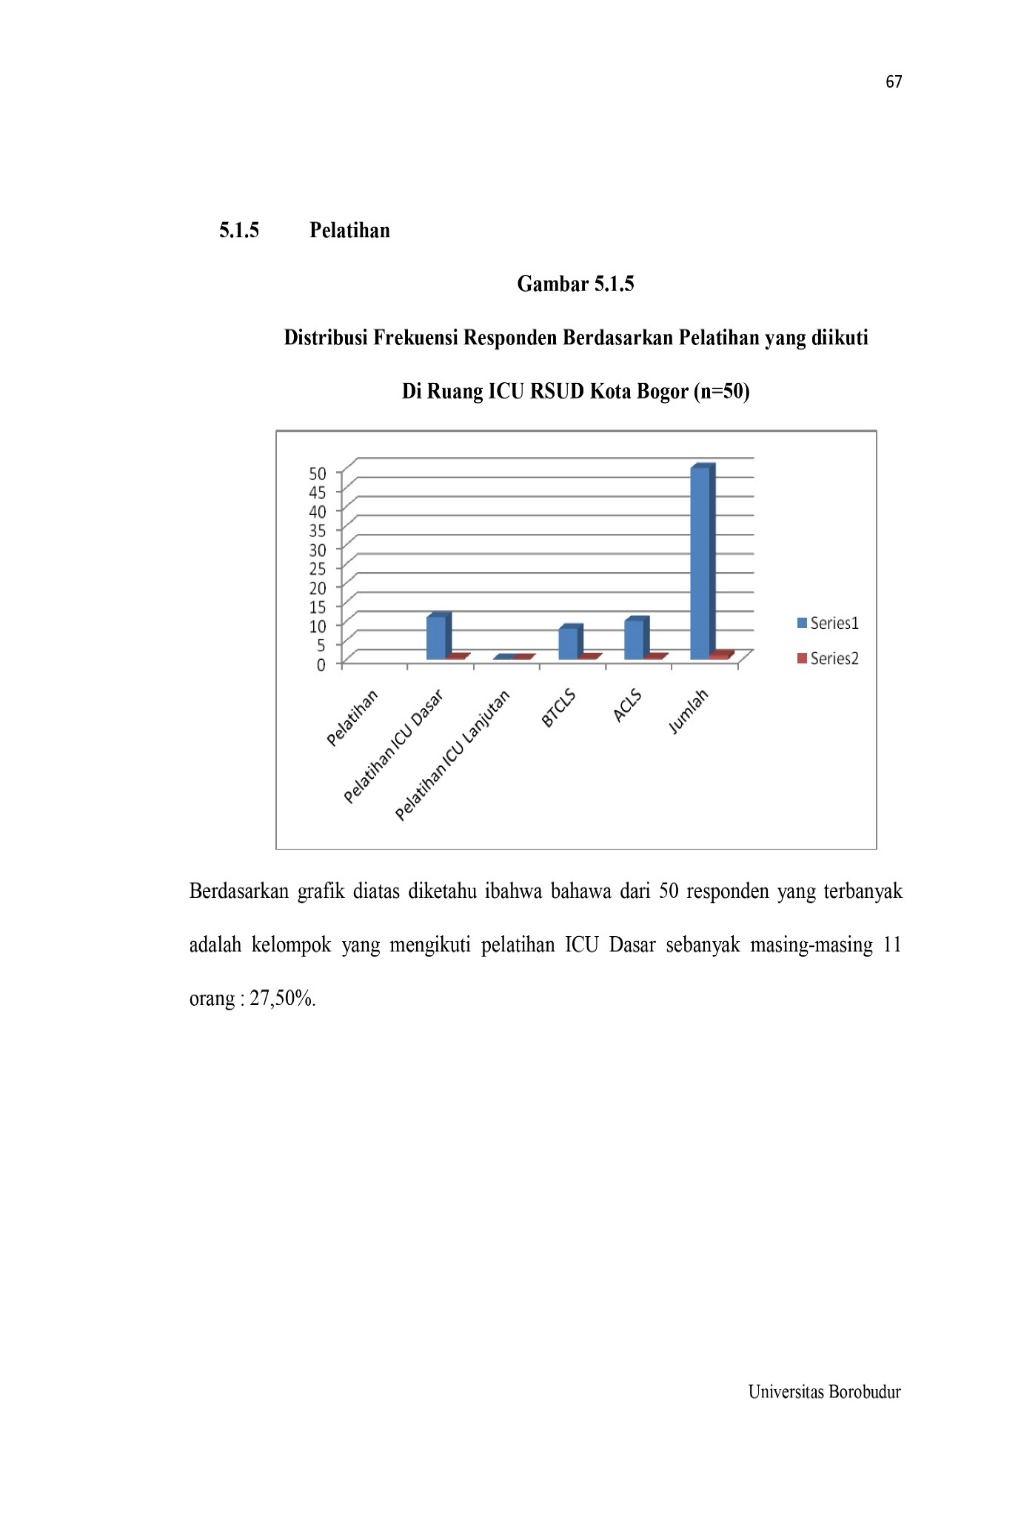 67
5.1.5 Pelatihan
Gambar 5.1.5
Distribusi Frekuensi Responden Berdasarkan Pelatihan yang diikuti
Di Ruang ICU RSUD Kota Bogor (n=50)
50
45
40
35
30
25
20
15
10
5
0
Series1
Series2
Pelatihan
Pelatihan ICU Dasar
Pelatihan ICU Lanjutan
BTCLS
ACLS
Jumlah
Berdasarkan grafik diatas diketahu ibahwa bahawa dari 50 responden yang terbanyak
adalah kelompok yang mengikuti pelatihan ICU Dasar sebanyak masing-masing 11
orang : 27,50%.
Universitas Borobudur